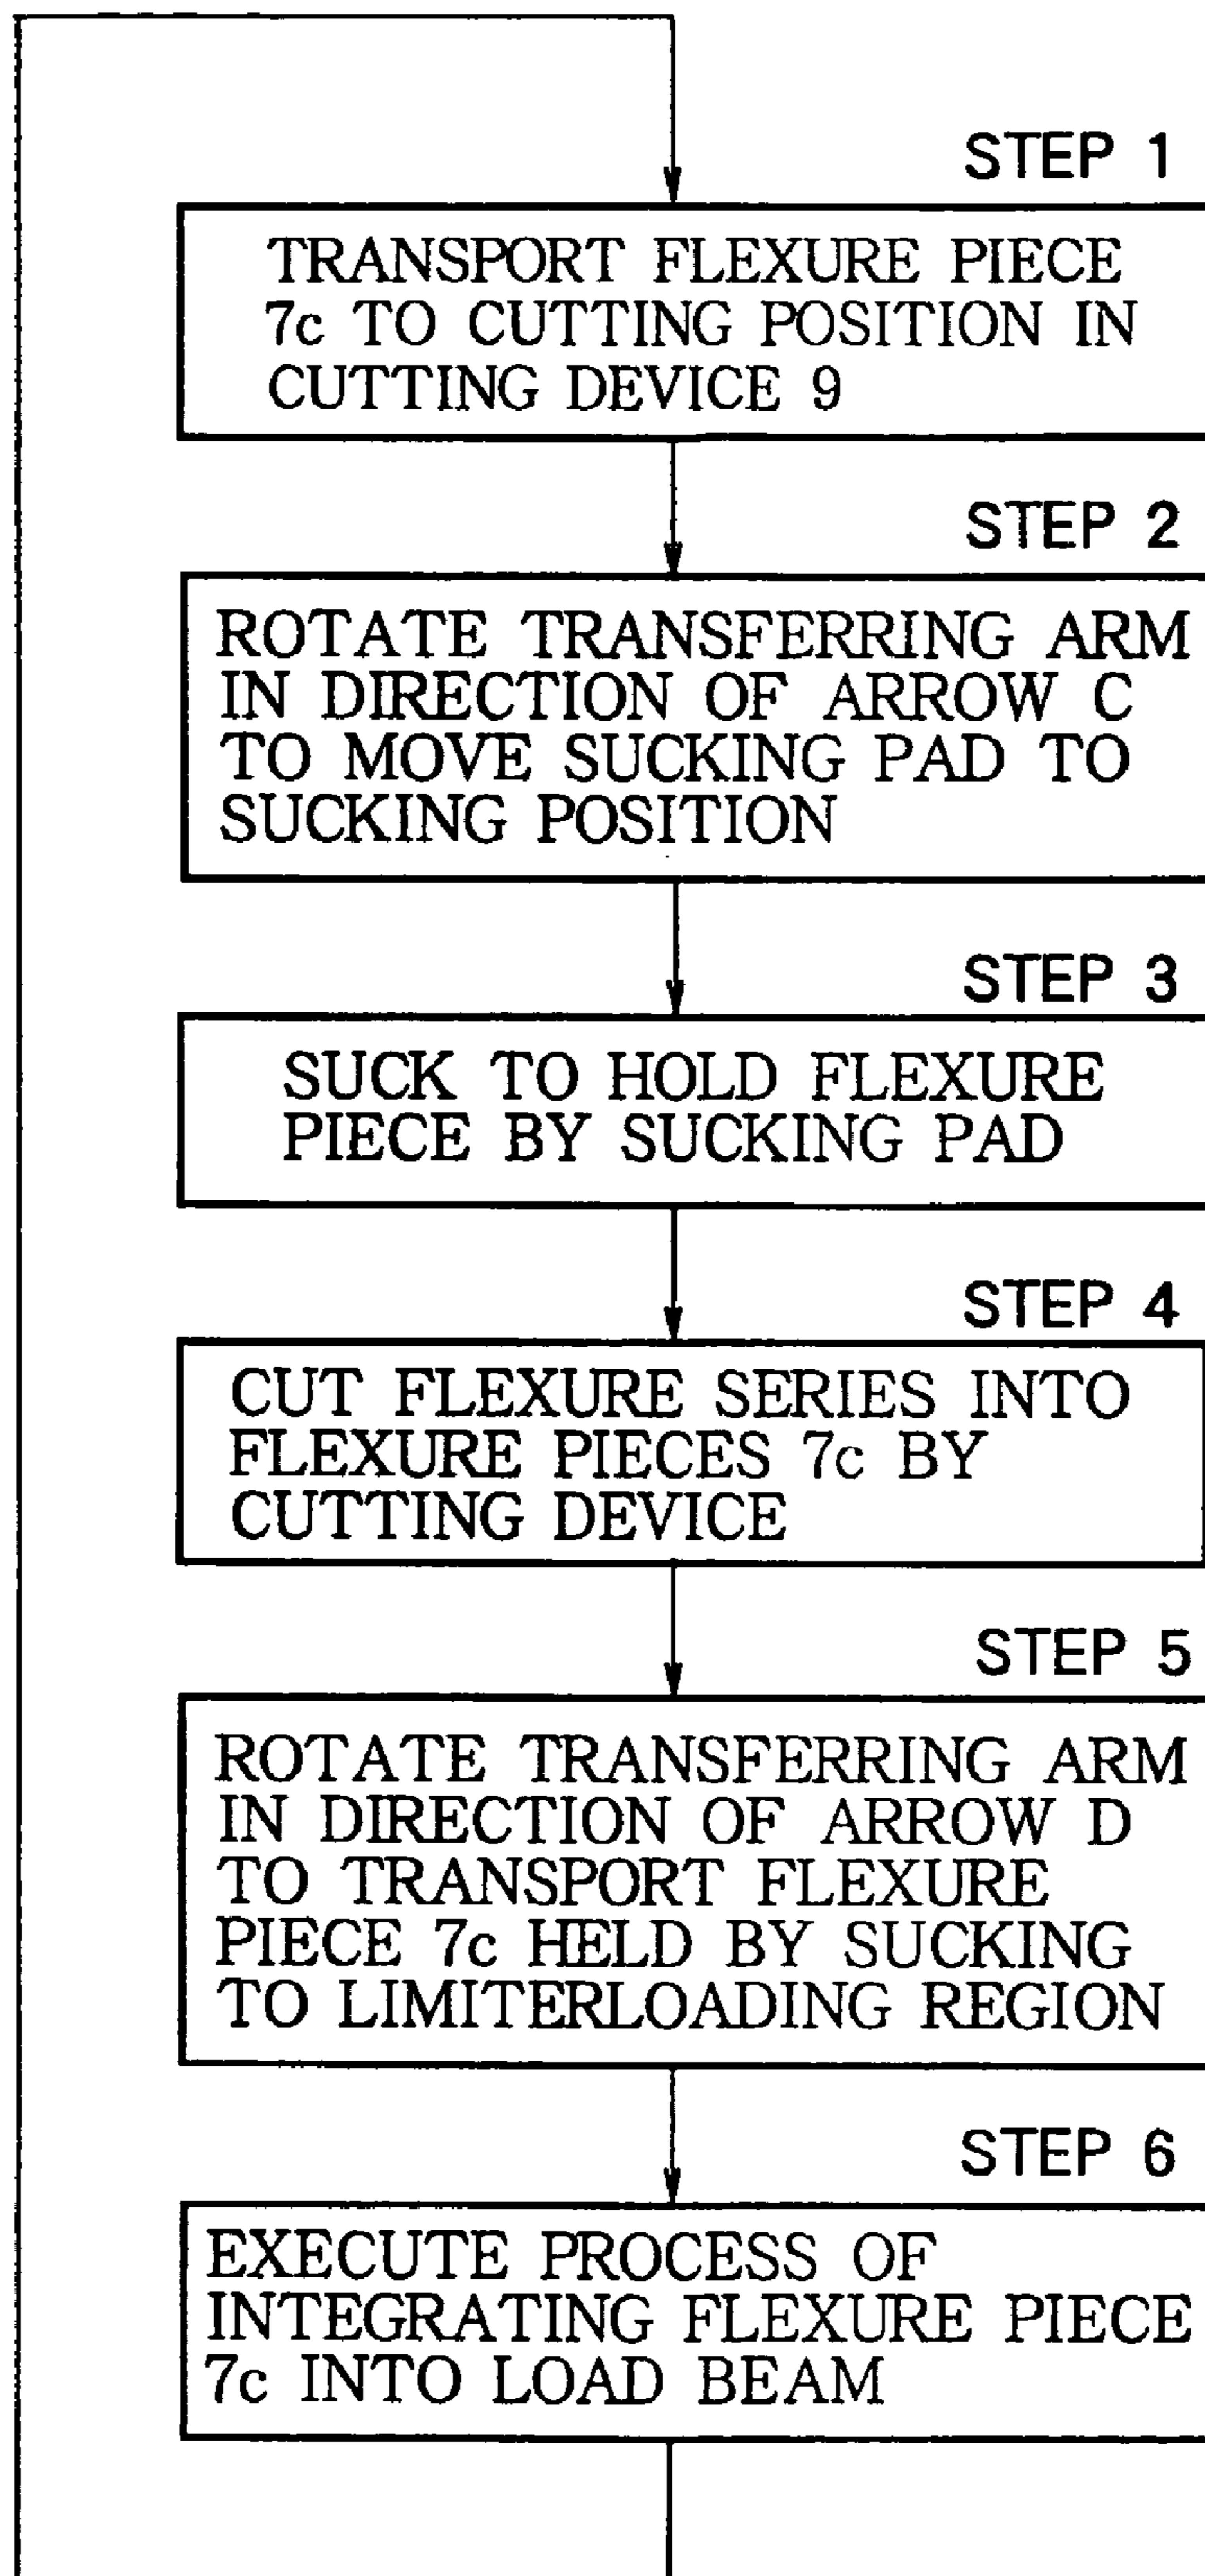 STEP 1
TRANSPORT FLEXURE PIECE
7c TO CUTTING POSITION IN
CUTTING DEVICE 9
STEP 2
ROTATE TRANSFERRING ARM
IN DIRECTION OF ARROW C
TO MOVE SUCKING PAD TO
SUCKING POSITION
STEP 3
SUCK TO HOLD FLEXURE
PIECE BY SUCKING PAD
STEP 4
CUT FLEXURE SERIES INTO
FLEXURE PIECES 7c BY
CUTTING DEVICE
STEP 5
ROTATE TRANSFERRING ARM
IN DIRECTION OF ARROW D
TO TRANSPORT FLEXURE
PIECE 7c HELD BY SUCKING
TO LIMITERLOADING REGION
STEP 6
EXECUTE PROCESS OF
INTEGRATING FLEXURE PIECE
7c INTO LOAD BEAM